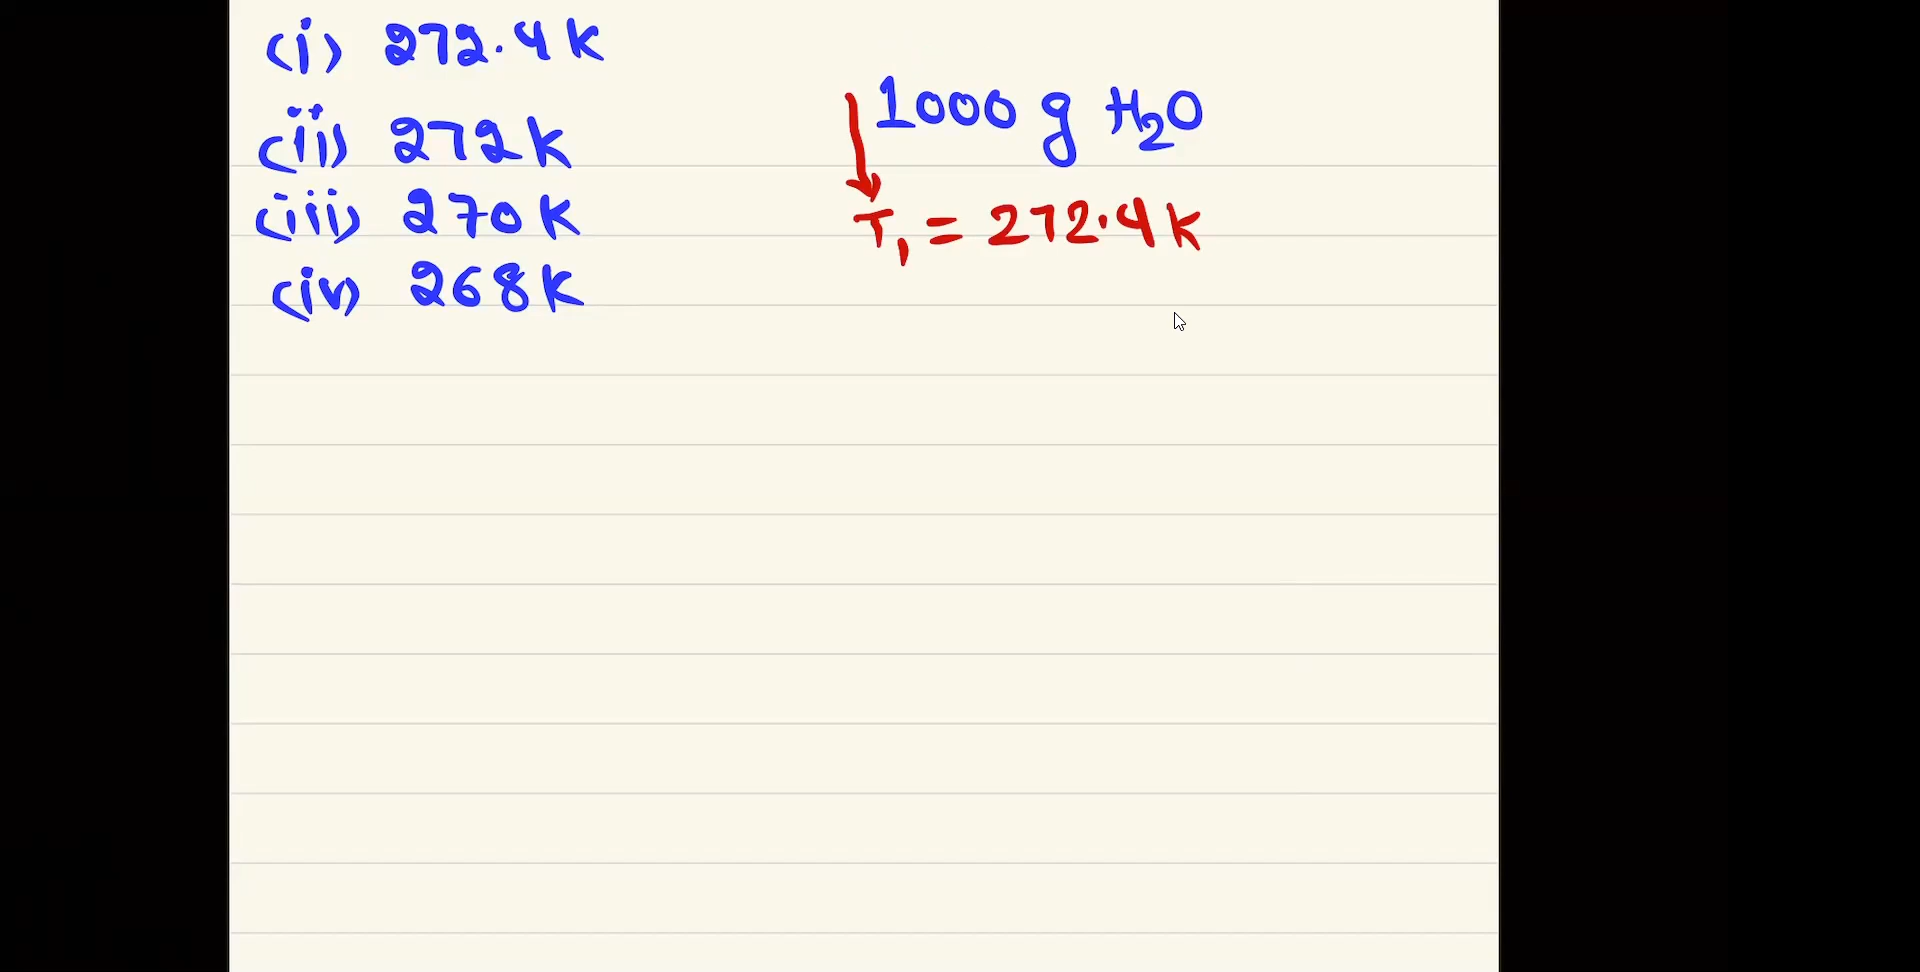 (i) 272.4 K
(ii) 272 K
(iii) 270 K
(iv) 268 K
1000 g H₂O
T₁ = 272.4 K